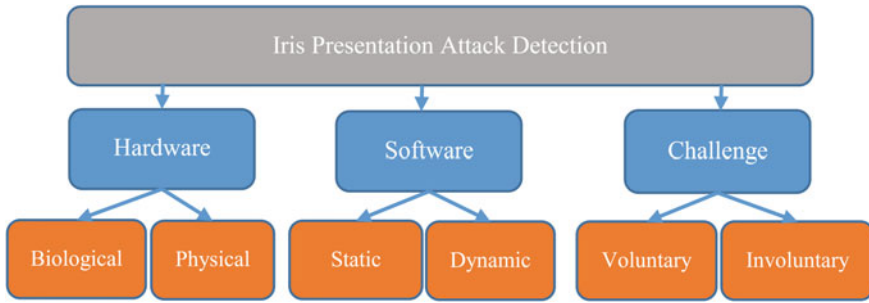 Iris Presentation Attack Detection
Hardware
Software
Challenge
Biological
Physical
Static
Dynamic
Voluntary
Involuntary